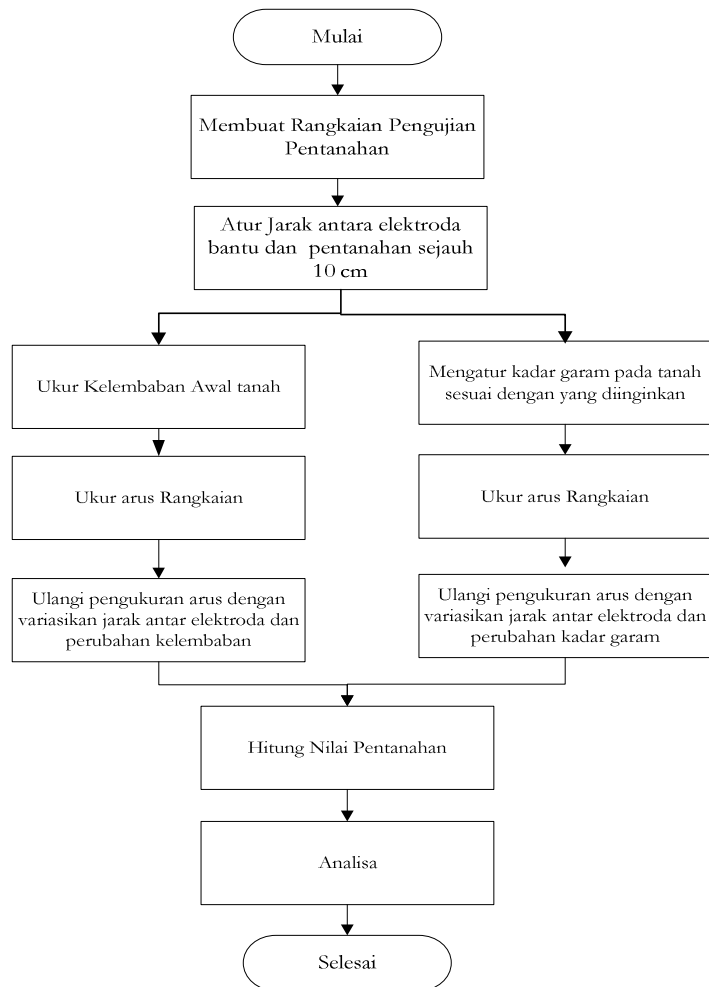 Mulai
Membuat Rangkaian Pengujian
Pentanahan
Atur Jarak antara elektroda
bantu dan pentanahan sejauh
10 cm
Ukur Kelembaban Awal tanah
Ukur arus Rangkaian
Ulangi pengukuran arus dengan
variasikan jarak antar elektroda dan
perubahan kelembaban
Mengatur kadar garam pada tanah
sesuai dengan yang diinginkan
Ukur arus Rangkaian
Ulangi pengukuran arus dengan
variasikan jarak antar elektroda dan
perubahan kadar garam
Hitung Nilai Pentanahan
Analisa
Selesai